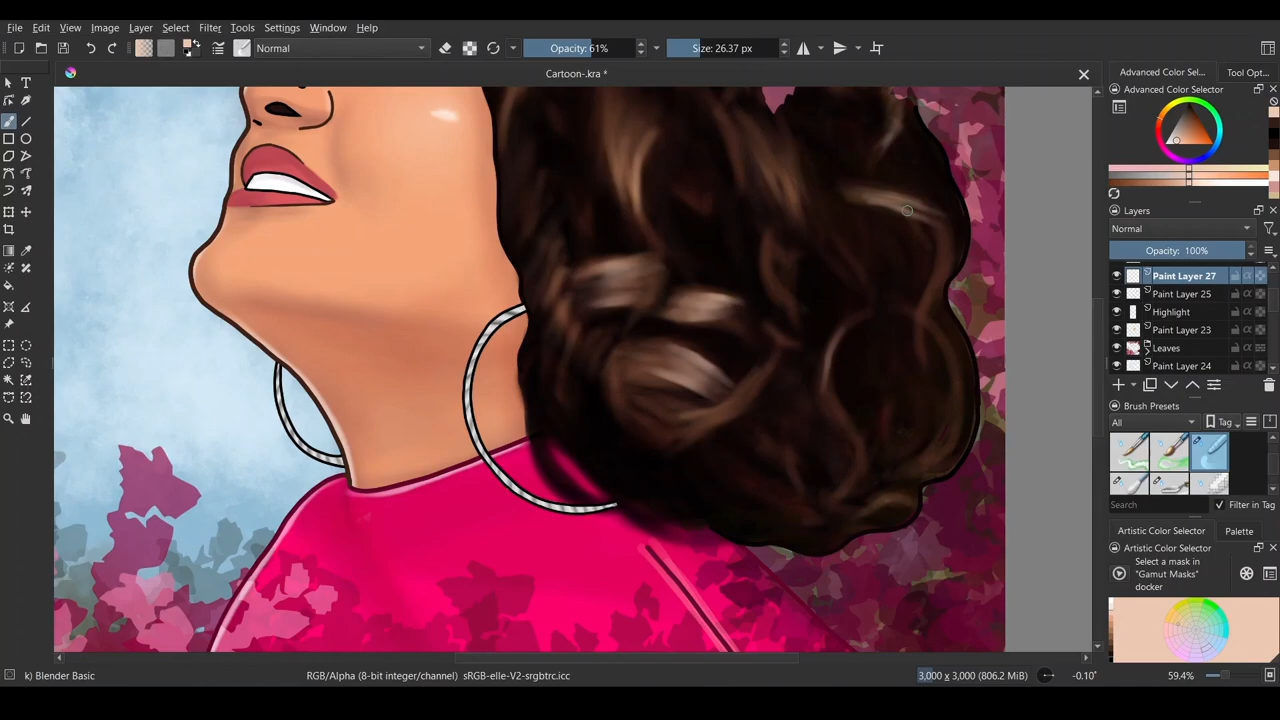 File Edit View Image Layer Select Filter Tools Settings Window Help
Normal Opacity: 61% Size: 26.37 px
Cartoon-.kra *
Advanced Color Sel... Tool Opt...
Advanced Color Selector
Layers
Normal
Opacity: 100%
Paint Layer 27
Paint Layer 25
Highlight
Paint Layer 23
Leaves
Paint Layer 24
Brush Presets
All Tag
Search Filter in Tag
Artistic Color Selector Palette
Artistic Color Selector
Select a mask in
"Gamut Masks"
docker
k) Blender Basic RGB/Alpha (8-bit integer/channel) sRGB-elle-V2-srgbtrc.icc 3,000 x 3,000 (806.2 MiB) -0.10° 59.4%